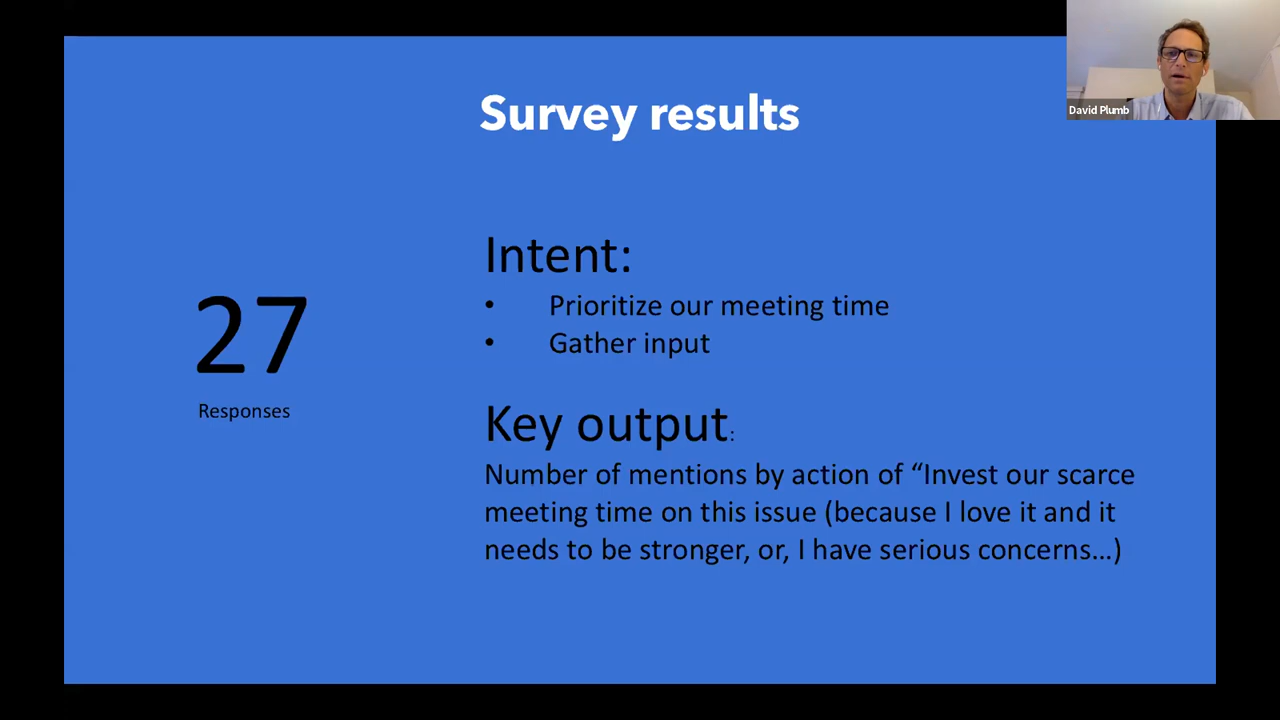 Survey results
David Plumb
27
Responses
Intent:
• Prioritize our meeting time
• Gather input
Key output:
Number of mentions by action of “Invest our scarce
meeting time on this issue (because I love it and it
needs to be stronger, or, I have serious concerns…)